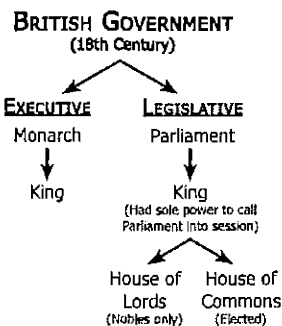 BRITISH GOVERNMENT
(18th Century)
EXECUTIVE
Monarch
King
LEGISLATIVE
Parliament
King
(Had sole power to call
Parliament into session)
House of
Lords
(Nobles only)
House of
Commons
(Elected)